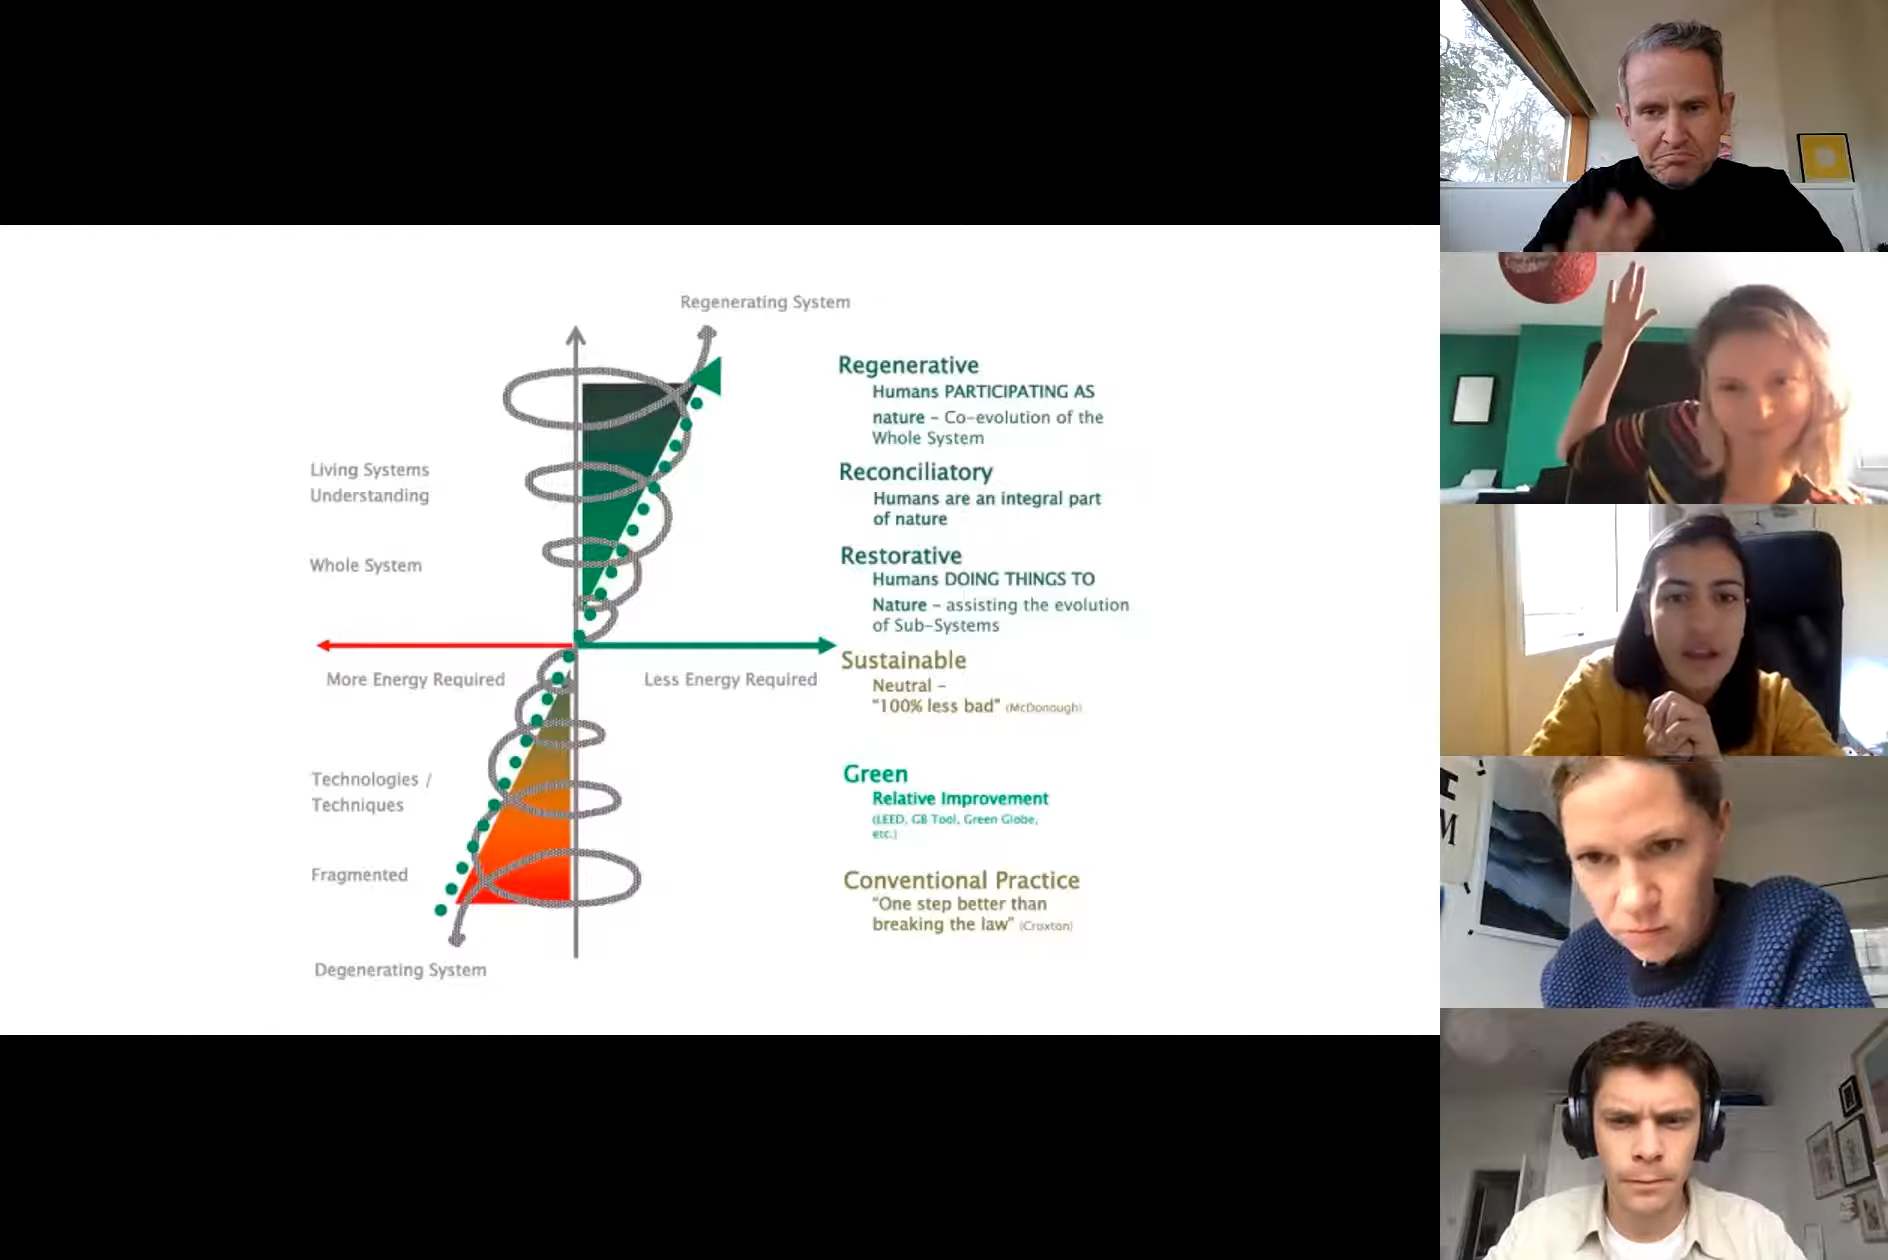 Regenerating System
Living Systems
Understanding
Whole System
More Energy Required
Less Energy Required
Technologies /
Techniques
Fragmented
Degenerating System
Regenerative
Humans PARTICIPATING AS
nature – Co-evolution of the
Whole System
Reconciliatory
Humans are an integral part
of nature
Restorative
Humans DOING THINGS TO
Nature – assisting the evolution
of Sub-Systems
Sustainable
Neutral –
“100% less bad” (McDonough)
Green
Relative Improvement
(LEED, GB Tool, Green Globe,
etc.)
Conventional Practice
“One step better than
breaking the law” (Croxton)
M